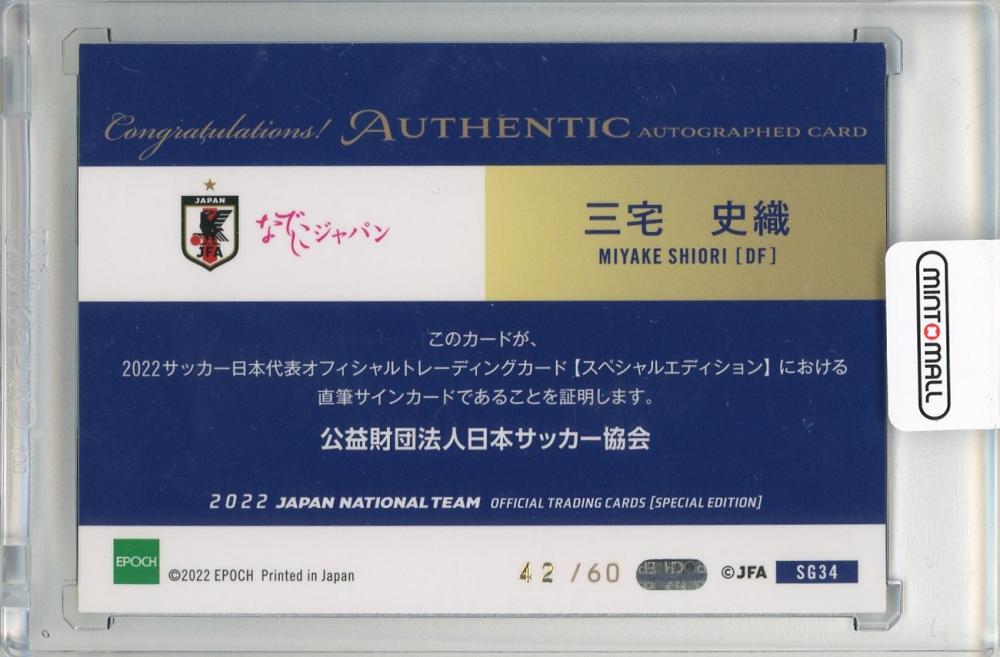 Congratulations! AUTHENTIC AUTOGRAPHED CARD
JAPAN
JFA
なでしこジャパン
三宅 史織
MIYAKE SHIORI [DF]
MINT MALL
このカードが、
2022サッカー日本代表オフィシャルトレーディングカード【スペシャルエディション】における
直筆サインカードであることを証明します。
公益財団法人日本サッカー協会
2022 JAPAN NATIONAL TEAM OFFICIAL TRADING CARDS [SPECIAL EDITION]
EPOCH
©2022 EPOCH Printed in Japan
42 /60
©JFA
SG34